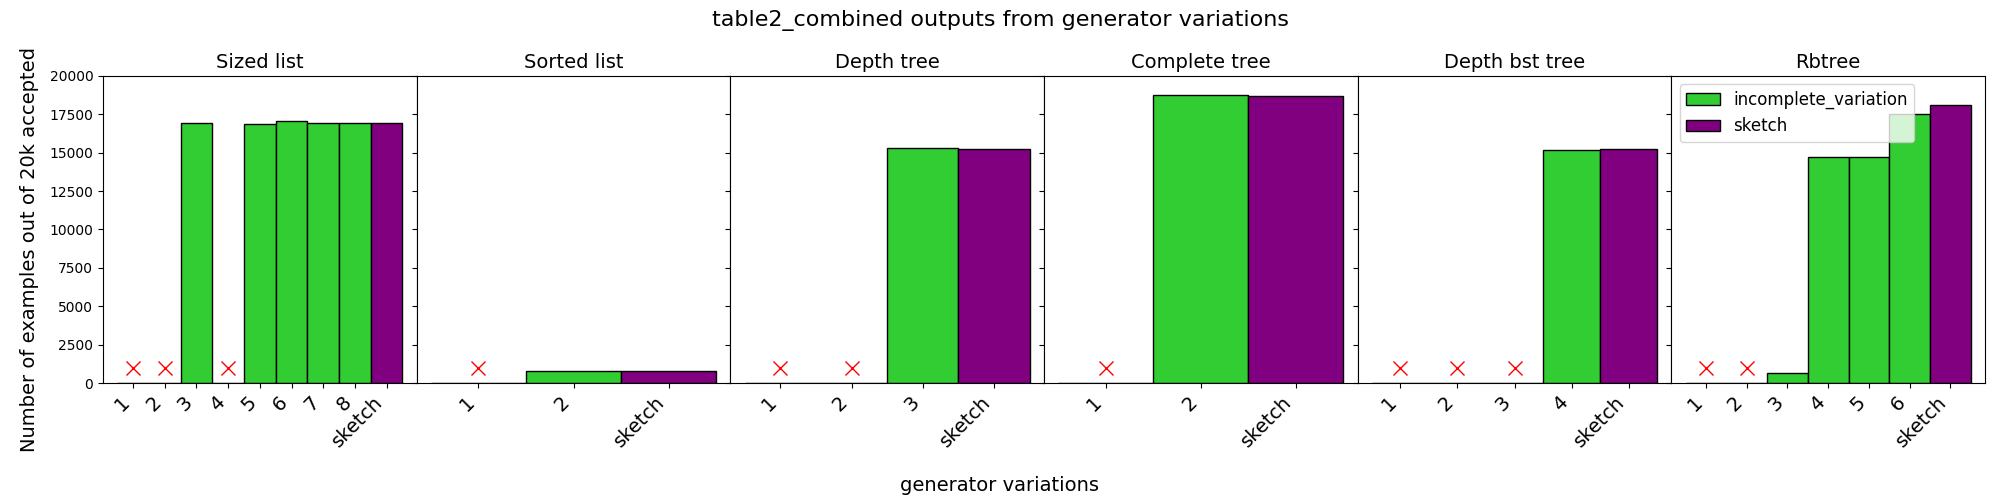 table2_combined outputs from generator variations
Number of examples out of 20k accepted
Sized list
Sorted list
Depth tree
Complete tree
Depth bst tree
Rbtree
20000
17500
15000
12500
10000
7500
5000
2500
0
incomplete_variation
sketch
1 2 3 4 5 6 7 8 sketch
1 2 sketch
1 2 3 sketch
1 2 sketch
1 2 3 4 sketch
1 2 3 4 5 6 sketch
generator variations